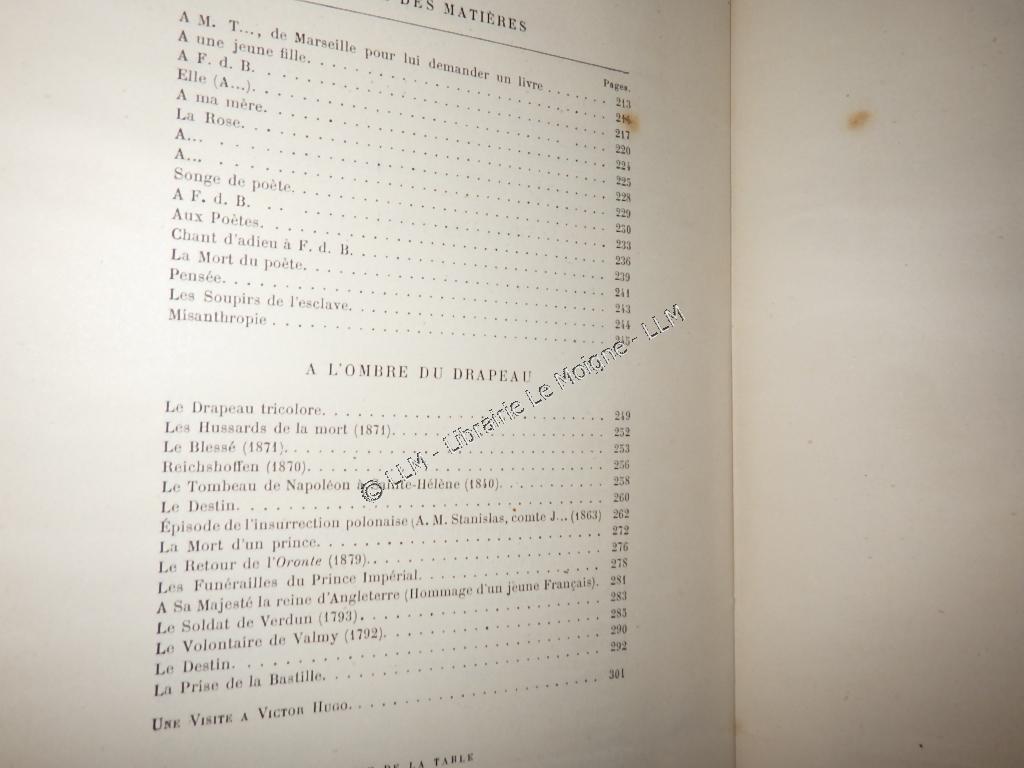 DES MATIÈRES
Pages.
A M. T..., de Marseille pour lui demander un livre . . . . . . 213
A une jeune fille. . . . . . . . . . . . . . . . . . . . 216
A F. d. B. . . . . . . . . . . . . . . . . . . . . . . . 217
Elle (A...). . . . . . . . . . . . . . . . . . . . . . . 220
A ma mère. . . . . . . . . . . . . . . . . . . . . . . . 224
La Rose. . . . . . . . . . . . . . . . . . . . . . . . . 225
A... . . . . . . . . . . . . . . . . . . . . . . . . . . 228
A... . . . . . . . . . . . . . . . . . . . . . . . . . . 229
Songe de poète. . . . . . . . . . . . . . . . . . . . . 230
A F. d. B. . . . . . . . . . . . . . . . . . . . . . . . 233
Aux Poètes. . . . . . . . . . . . . . . . . . . . . . . 236
Chant d'adieu à F. d. B. . . . . . . . . . . . . . . . . 239
La Mort du poète. . . . . . . . . . . . . . . . . . . . 241
Pensée. . . . . . . . . . . . . . . . . . . . . . . . . 243
Les Soupirs de l'esclave. . . . . . . . . . . . . . . . 244
Misanthropie . . . . . . . . . . . . . . . . . . . . . . 245
A L'OMBRE DU DRAPEAU
Le Drapeau tricolore. . . . . . . . . . . . . . . . . . 249
Les Hussards de la mort (1871). . . . . . . . . . . . . 252
Le Blessé (1871). . . . . . . . . . . . . . . . . . . . 253
Reichshoffen (1870). . . . . . . . . . . . . . . . . . . 256
Le Tombeau de Napoléon à Sainte-Hélène (1840). . . . . . 258
Le Destin. . . . . . . . . . . . . . . . . . . . . . . . 260
Épisode de l'insurrection polonaise (A. M. Stanislas, comte J... (1863) 262
La Mort d'un prince. . . . . . . . . . . . . . . . . . . 272
Le Retour de l'Oronte (1879). . . . . . . . . . . . . . 276
Les Funérailles du Prince Impérial. . . . . . . . . . . 278
A Sa Majesté la reine d'Angleterre (Hommage d'un jeune Français). 281
Le Soldat de Verdun (1793). . . . . . . . . . . . . . . 283
Le Volontaire de Valmy (1792). . . . . . . . . . . . . . 285
Le Destin. . . . . . . . . . . . . . . . . . . . . . . . 290
La Prise de la Bastille. . . . . . . . . . . . . . . . . 292
UNE VISITE A VICTOR HUGO. . . . . . . . . . . . . . . . 301
DE LA TABLE
© LLM - Librairie Le Moigne - LLM